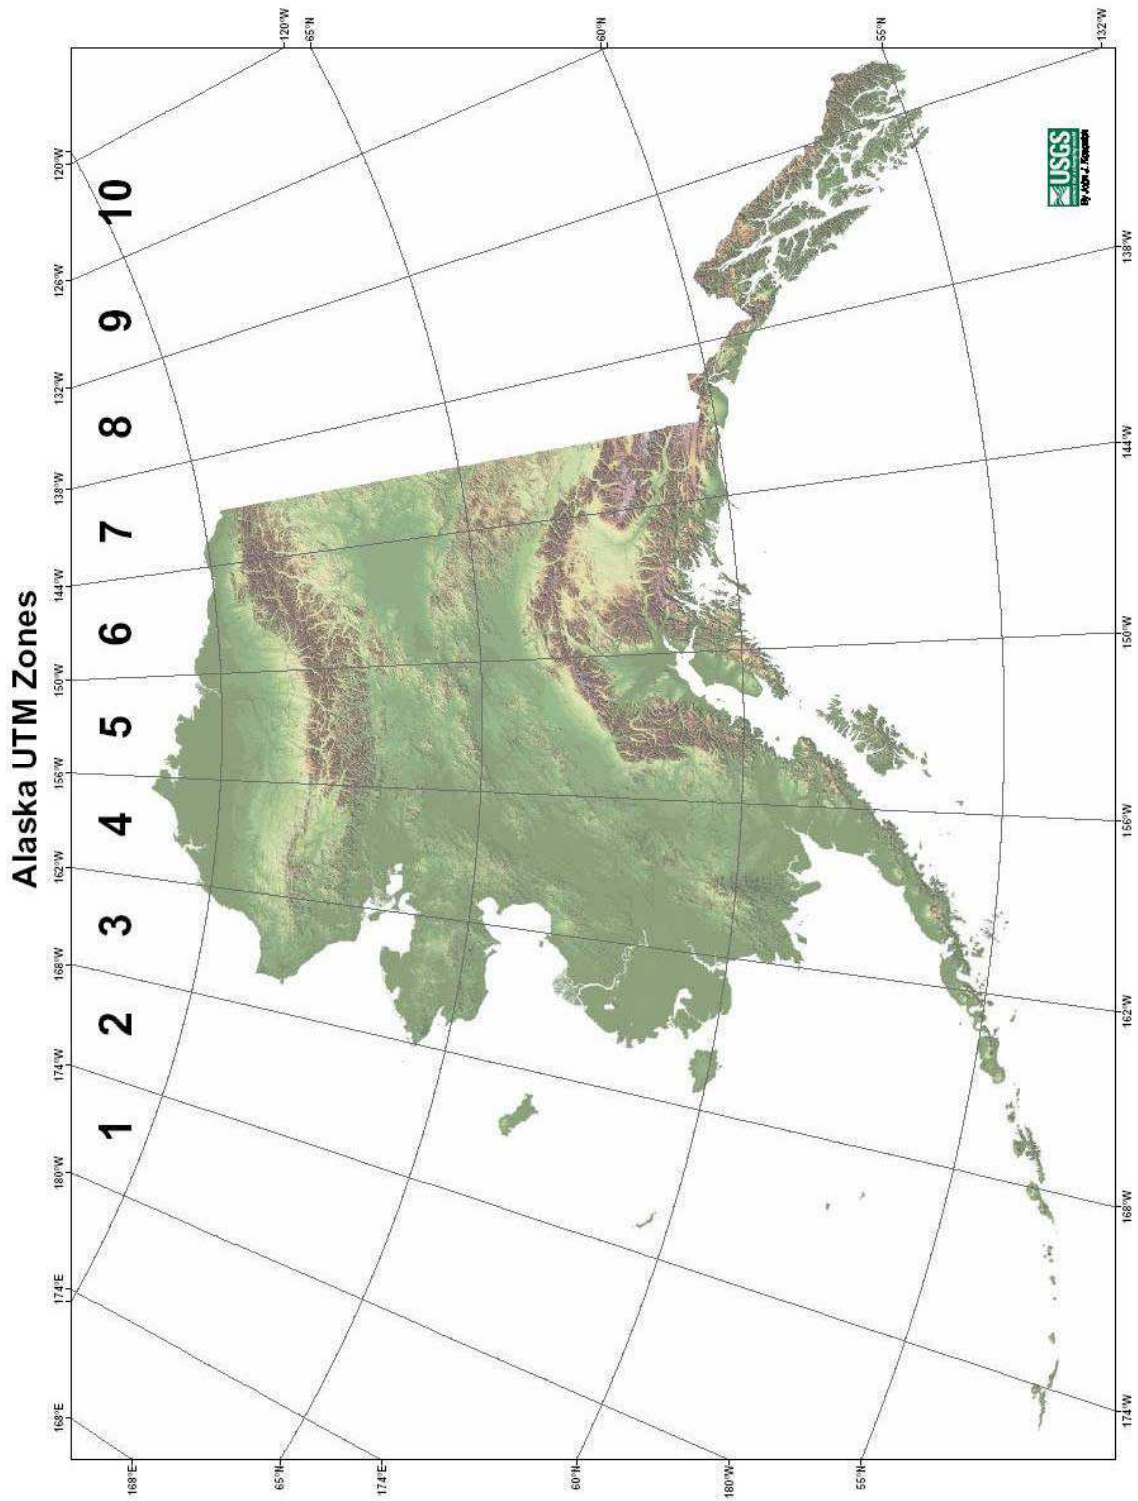 Alaska UTM Zones
168°E 174°E 180°W 174°W 168°W 162°W 156°W 150°W 144°W 138°W 132°W 126°W 120°W
1 2 3 4 5 6 7 8 9 10
168°E
65°N
174°E
60°N
180°W
55°N
120°W
65°N
60°N
55°N
132°W
USGS
By John J.
174°W 168°W 162°W 156°W 150°W 144°W 138°W